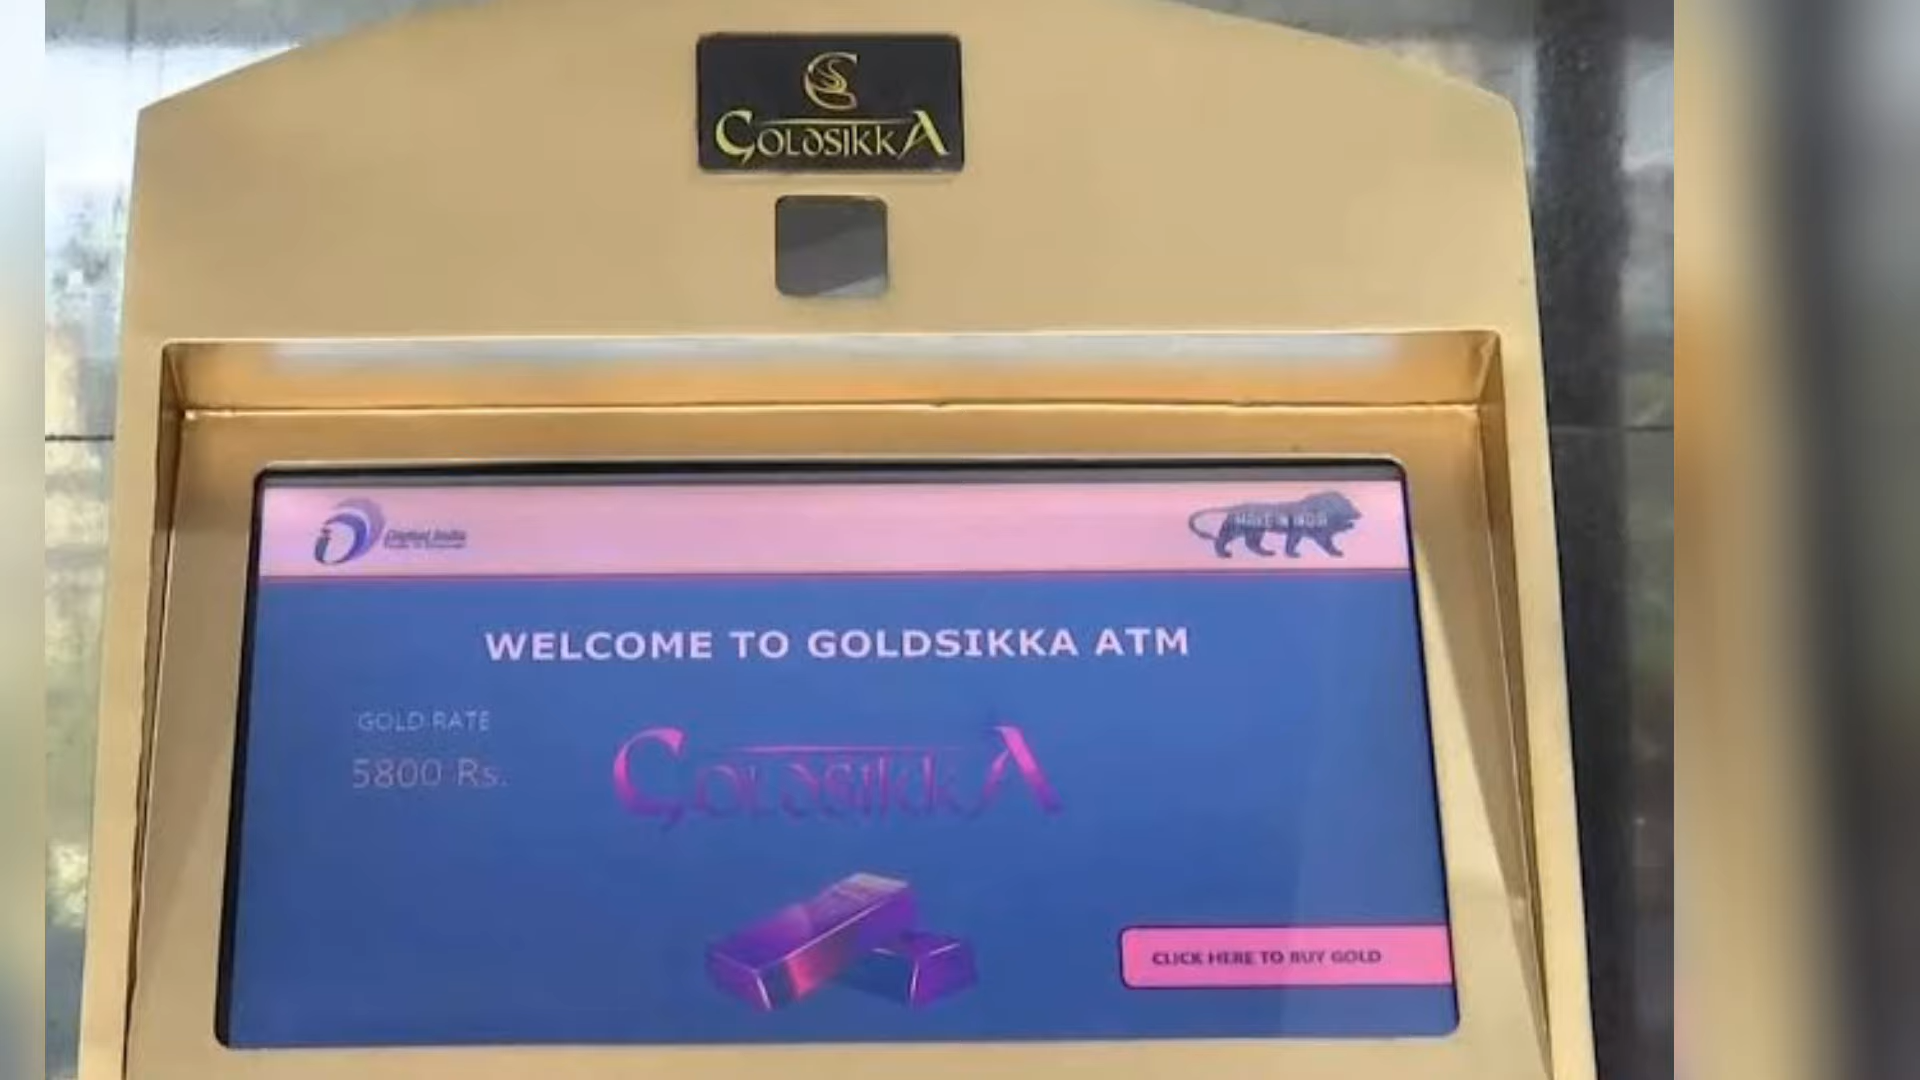 GOLDSIKKA
Digital India
MAKE IN INDIA
WELCOME TO GOLDSIKKA ATM
GOLD RATE
5800 Rs.
GOLDSIKKA
CLICK HERE TO BUY GOLD